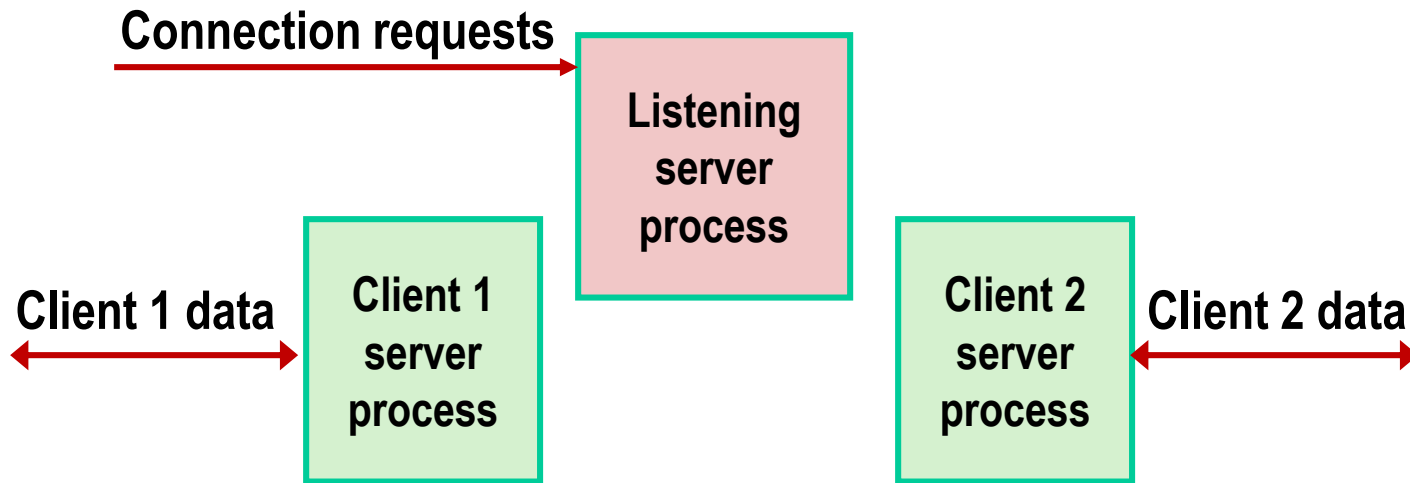 Connection requests
Listening
server
process
Client 1 data
Client 1
server
process
Client 2
server
process
Client 2 data